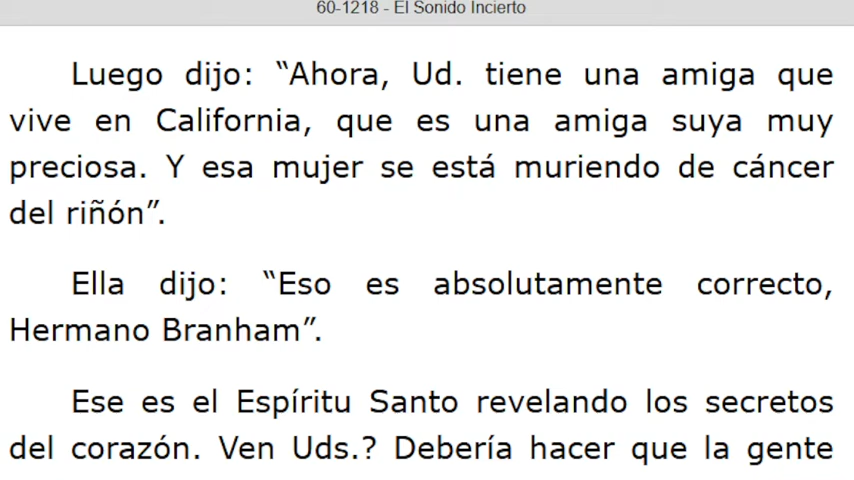 60-1218 - El Sonido Incierto
Luego dijo: “Ahora, Ud. tiene una amiga que
vive en California, que es una amiga suya muy
preciosa. Y esa mujer se está muriendo de cáncer
del riñón”.
Ella dijo: “Eso es absolutamente correcto,
Hermano Branham”.
Ese es el Espíritu Santo revelando los secretos
del corazón. Ven Uds.? Debería hacer que la gente